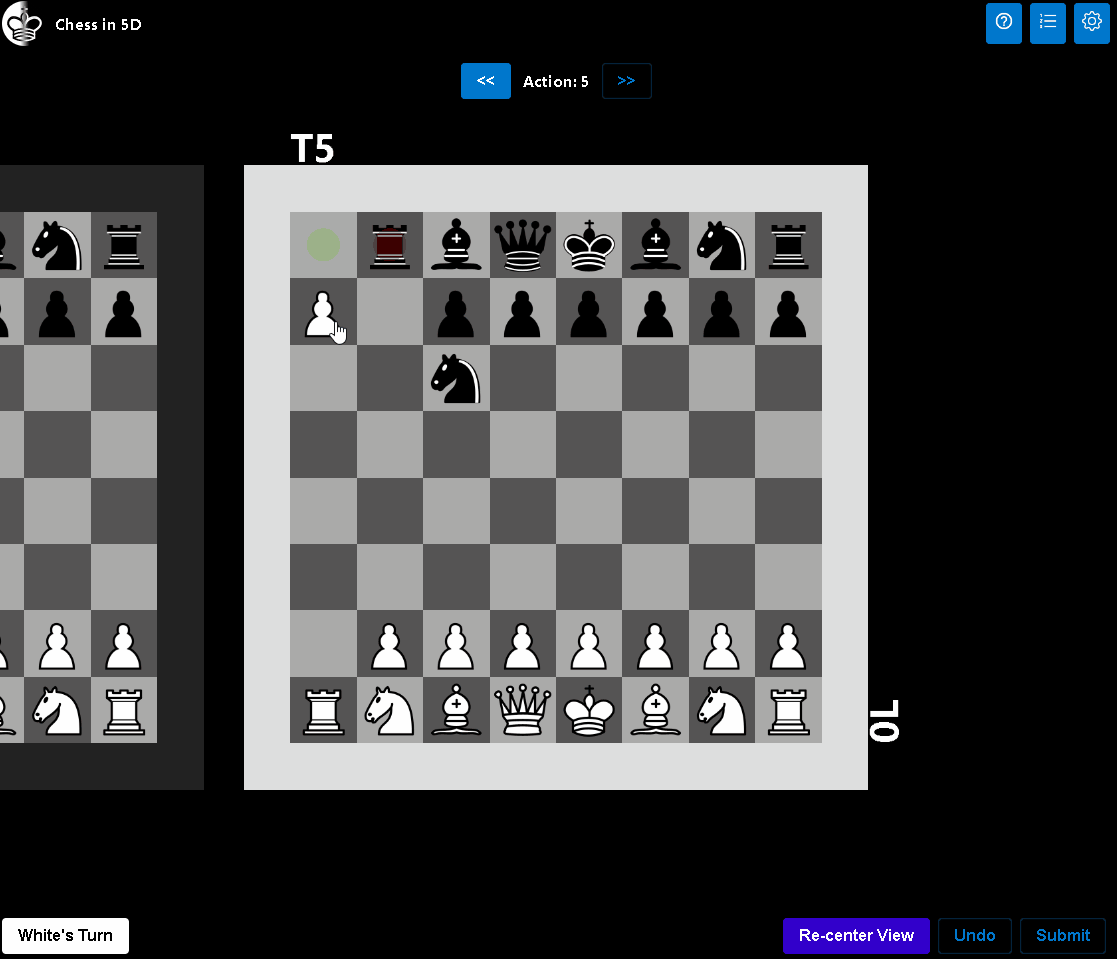 Chess in 5D
<< Action: 5 >>
T5
L0
White's Turn
Re-center View Undo Submit